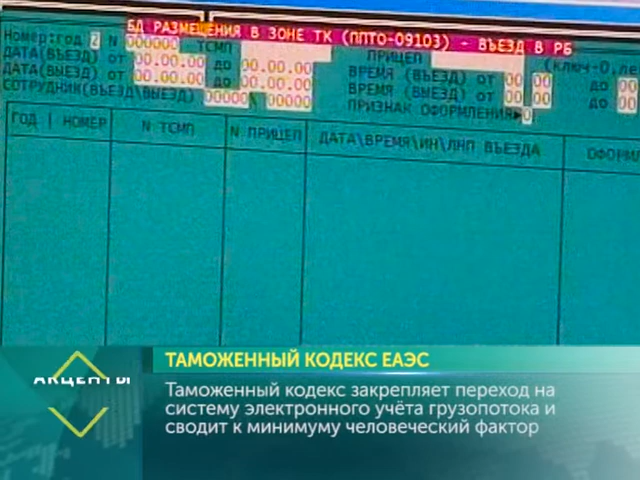 БД РАЗМЕЩЕНИЯ В ЗОНЕ ТК (ППТО-09103) - ВЪЕЗД В РБ
Номер:год 2 N 000000 ТСМП ПРИЦЕП (ключ-О.ле
ДАТА(ВЪЕЗД) от 00.00.00 до 00.00.00 ВРЕМЯ (ВЪЕЗД) от 00 00 до 00
ДАТА(ВЫЕЗД) от 00.00.00 до 00.00.00 ВРЕМЯ (ВЫЕЗД) от 00 00 до 00
СОТРУДНИК(ВЪЕЗД\ВЫЕЗД) 00000\ 00000 ПРИЗНАК ОФОРМЛЕНИЯ►0
ГОД | НОМЕР N ТСМП N ПРИЦЕП ДАТА\ВРЕМЯ\ИН\ЛНП ВЪЕЗДА ОФОРМЛ
ТАМОЖЕННЫЙ КОДЕКС ЕАЭС
АКЦЕНТЫ
Таможенный кодекс закрепляет переход на
систему электронного учёта грузопотока и
сводит к минимуму человеческий фактор